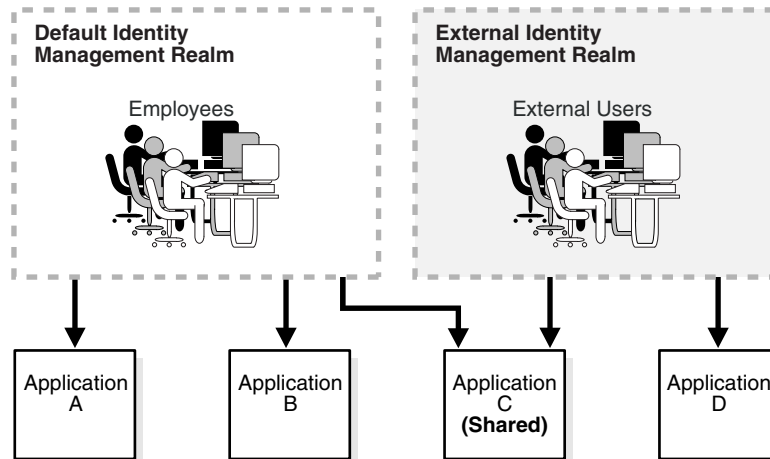 Default Identity
Management Realm
Employees
External Identity
Management Realm
External Users
Application
A
Application
B
Application
C
(Shared)
Application
D